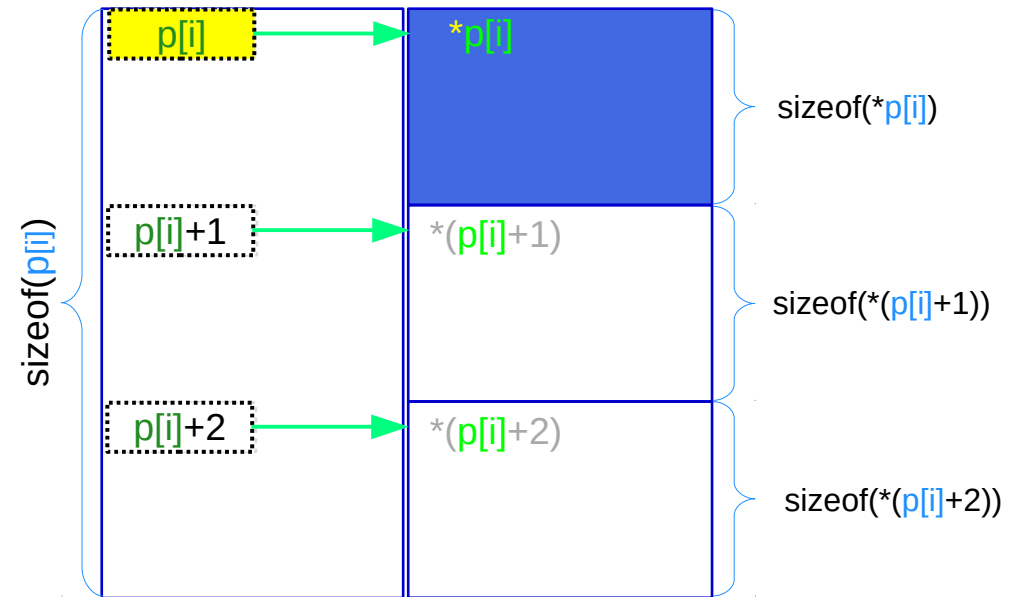 sizeof(p[i])
p[i]
*p[i]
sizeof(*p[i])
p[i]+1
*(p[i]+1)
sizeof(*(p[i]+1))
p[i]+2
*(p[i]+2)
sizeof(*(p[i]+2))